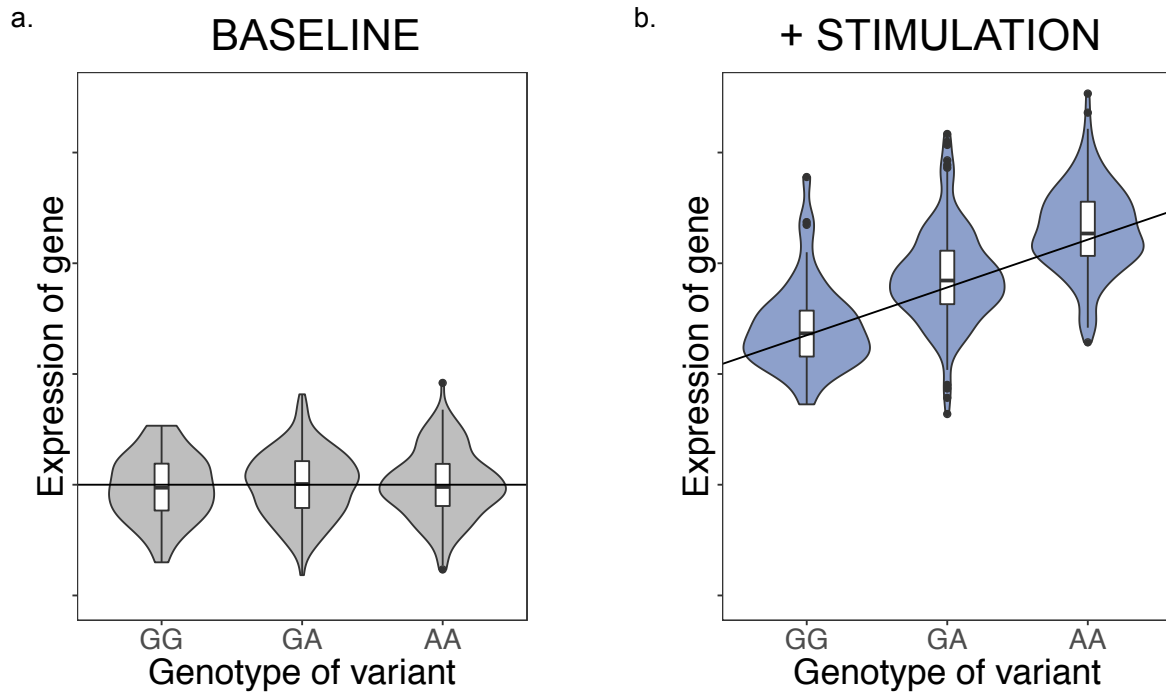 a.
BASELINE
Expression of gene
GG GA AA
Genotype of variant
b.
+ STIMULATION
Expression of gene
GG GA AA
Genotype of variant